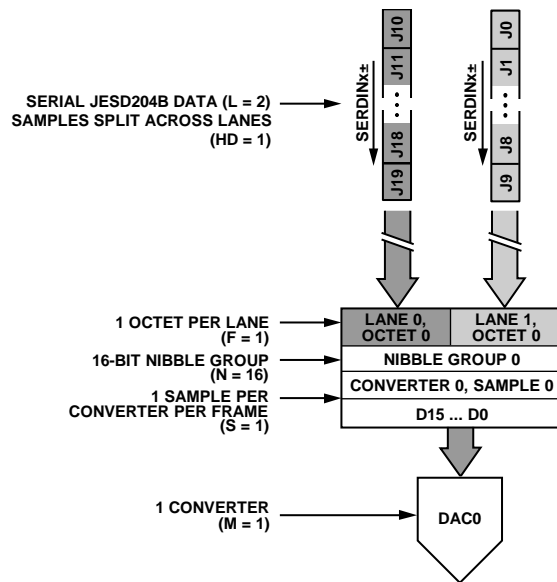 J10
J11
J18
J19
SERDINx±
J0
J1
J8
J9
SERDINx±
SERIAL JESD204B DATA (L = 2)
SAMPLES SPLIT ACROSS LANES
(HD = 1)
1 OCTET PER LANE
(F = 1)
LANE 0,
OCTET 0
LANE 1,
OCTET 0
16-BIT NIBBLE GROUP
(N = 16)
NIBBLE GROUP 0
CONVERTER 0, SAMPLE 0
1 SAMPLE PER
CONVERTER PER FRAME
(S = 1)
D15 ... D0
1 CONVERTER
(M = 1)
DAC0